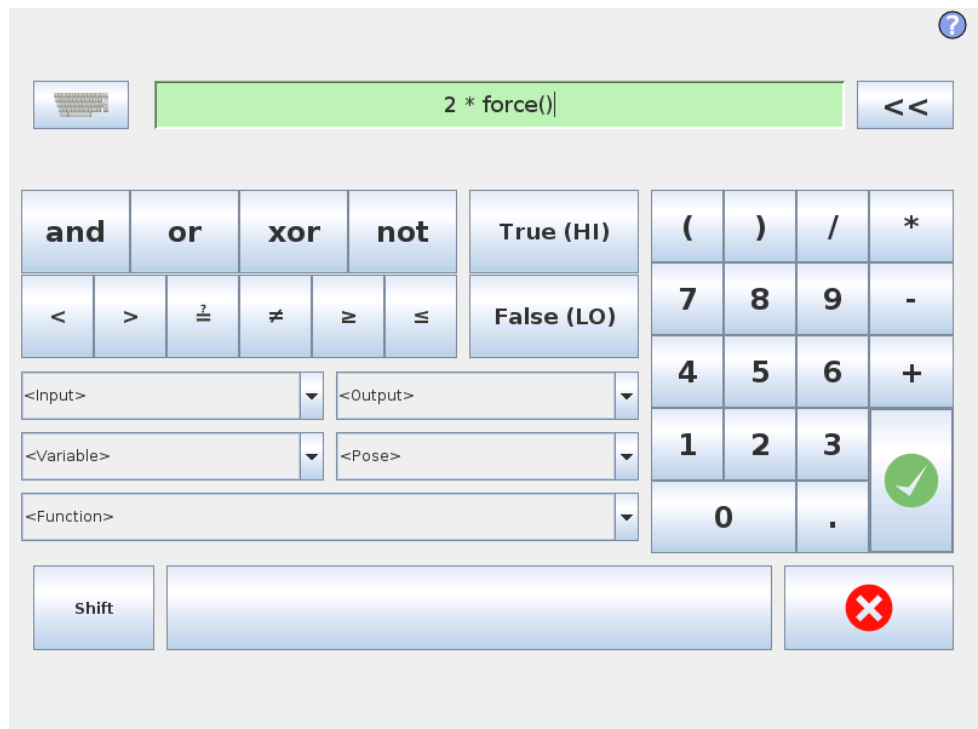 ?
2 * force()
<<
and or xor not True (HI) ( ) / *
< > ≟ ≠ ≥ ≤ False (LO) 7 8 9 -
4 5 6 +
<Input> <Output>
1 2 3
<Variable> <Pose>
<Function> 0 .
Shift